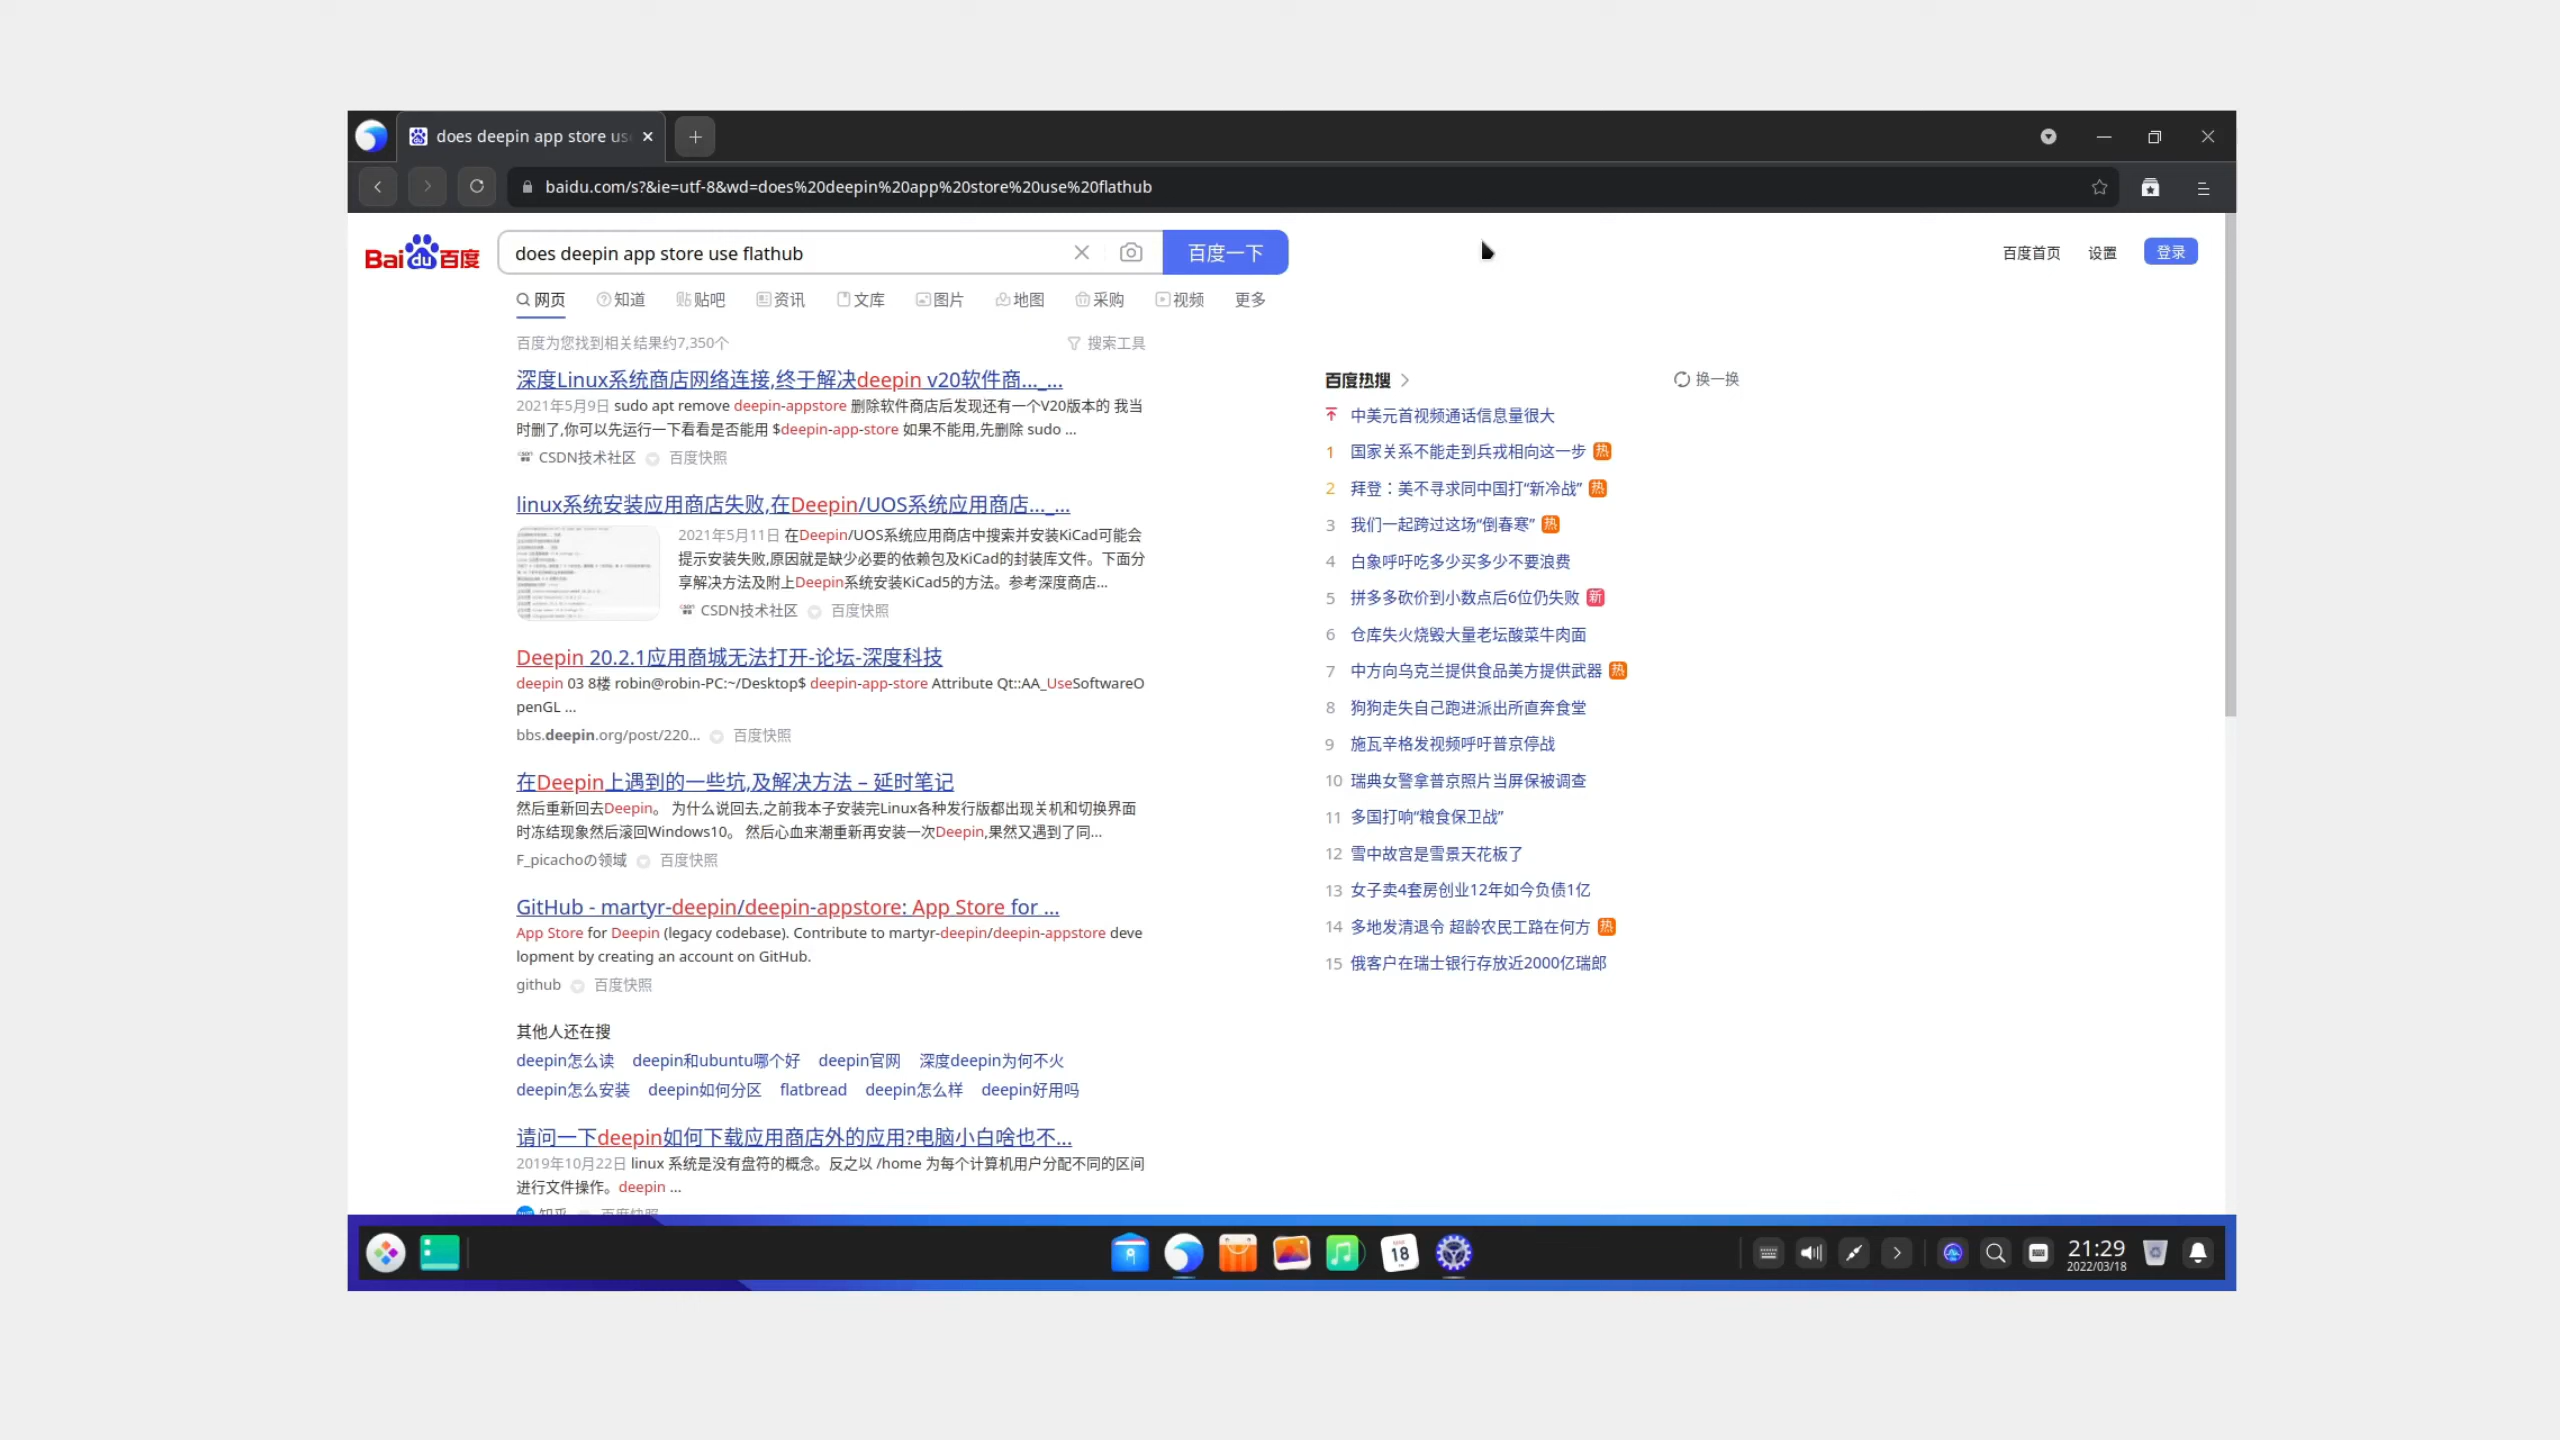 does deepin app store us
baidu.com/s?&ie=utf-8&wd=does%20deepin%20app%20store%20use%20flathub
Bai du 百度
does deepin app store use flathub
百度一下
百度首页 设置 登录
网页 知道 贴吧 资讯 文库 图片 地图 采购 视频 更多
百度为您找到相关结果约7,350个
搜索工具
深度Linux系统商店网络连接,终于解决deepin v20软件商..._...
2021年5月9日 sudo apt remove deepin-appstore 删除软件商店后发现还有一个V20版本的 我当
时删了,你可以先运行一下看看是否能用 $deepin-app-store 如果不能用,先删除 sudo ...
CSDN技术社区 百度快照
linux系统安装应用商店失败,在Deepin/UOS系统应用商店..._...
2021年5月11日 在Deepin/UOS系统应用商店中搜索并安装KiCad可能会
提示安装失败,原因就是缺少必要的依赖包及KiCad的封装库文件。下面分
享解决方法及附上Deepin系统安装KiCad5的方法。参考深度商店...
CSDN技术社区 百度快照
Deepin 20.2.1应用商城无法打开-论坛-深度科技
deepin 03 8楼 robin@robin-PC:~/Desktop$ deepin-app-store Attribute Qt::AA_UseSoftwareO
penGL ...
bbs.deepin.org/post/220... 百度快照
在Deepin上遇到的一些坑,及解决方法 – 延时笔记
然后重新回去Deepin。 为什么说回去,之前我本子安装完Linux各种发行版都出现关机和切换界面
时冻结现象然后滚回Windows10。 然后心血来潮重新再安装一次Deepin,果然又遇到了同...
F_picachoの领域 百度快照
GitHub - martyr-deepin/deepin-appstore: App Store for ...
App Store for Deepin (legacy codebase). Contribute to martyr-deepin/deepin-appstore deve
lopment by creating an account on GitHub.
github 百度快照
其他人还在搜
deepin怎么读 deepin和ubuntu哪个好 deepin官网 深度deepin为何不火
deepin怎么安装 deepin如何分区 flatbread deepin怎么样 deepin好用吗
请问一下deepin如何下载应用商店外的应用?电脑小白啥也不...
2019年10月22日 linux 系统是没有盘符的概念。反之以 /home 为每个计算机用户分配不同的区间
进行文件操作。deepin ...
知乎 百度快照
百度热搜
换一换
中美元首视频通话信息量很大
1 国家关系不能走到兵戎相向这一步 热
2 拜登：美不寻求同中国打“新冷战” 热
3 我们一起跨过这场“倒春寒” 热
4 白象呼吁吃多少买多少不要浪费
5 拼多多砍价到小数点后6位仍失败 新
6 仓库失火烧毁大量老坛酸菜牛肉面
7 中方向乌克兰提供食品美方提供武器 热
8 狗狗走失自己跑进派出所直奔食堂
9 施瓦辛格发视频呼吁普京停战
10 瑞典女警拿普京照片当屏保被调查
11 多国打响“粮食保卫战”
12 雪中故宫是雪景天花板了
13 女子卖4套房创业12年如今负债1亿
14 多地发清退令 超龄农民工路在何方 热
15 俄客户在瑞士银行存放近2000亿瑞郎
18
21:29
2022/03/18